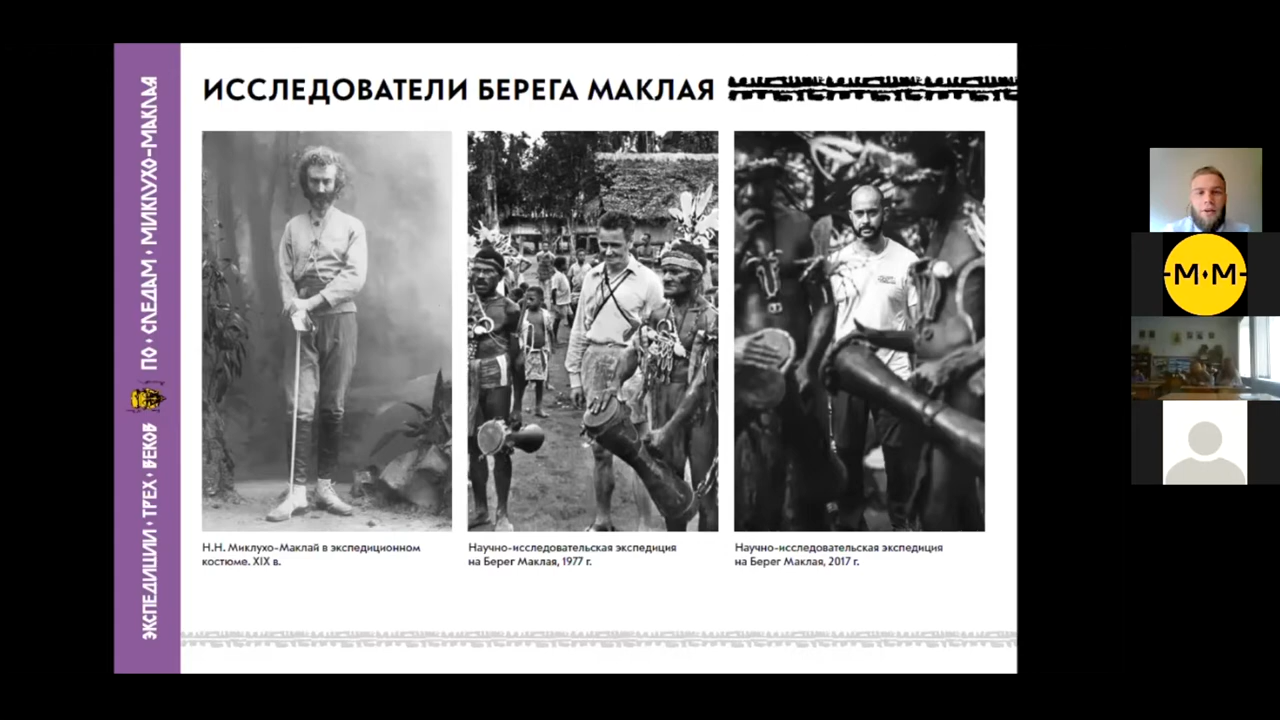 ИССЛЕДОВАТЕЛИ БЕРЕГА МАКЛАЯ
ЭКСПЕДИЦИИ • ТРЕХ • ВЕКОВ
ПО • СЛЕДАМ • МИКЛУХО-МАКЛАЯ
Н.Н. Миклухо-Маклай в экспедиционном
костюме. XIX в.
Научно-исследовательская экспедиция
на Берег Маклая, 1977 г.
Научно-исследовательская экспедиция
на Берег Маклая, 2017 г.
-М•М-